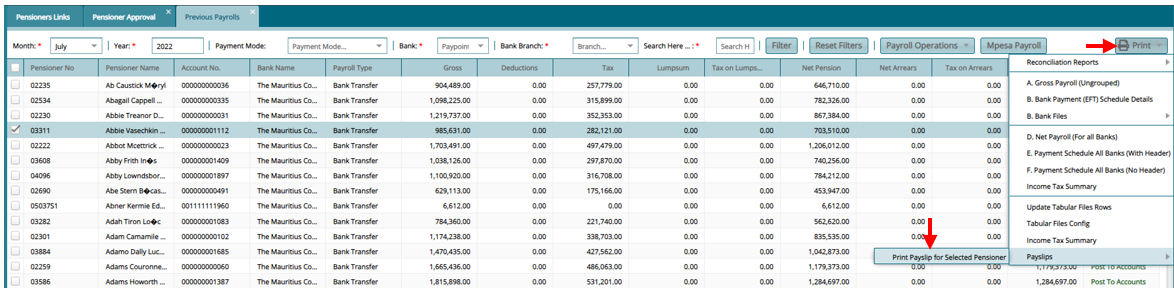 Pensioners Links Pensioner Approval Previous Payrolls
Month: * July Year: * 2022 Payment Mode: Payment Mode... Bank: * Paypoin Bank Branch: * Branch... Search Here ... : * Search H Filter Reset Filters Payroll Operations Mpesa Payroll Print
Pensioner No Pensioner Name Account No. Bank Name Payroll Type Gross Deductions Tax Lumpsum Tax on Lumps... Net Pension Net Arrears Tax on Arrears
02235 Ab Caustick M�ryl 000000000036 The Mauritius Co... Bank Transfer 904,489.00 0.00 257,779.00 0.00 0.00 646,710.00 0.00 0.00
02534 Abagail Cappell ... 000000000335 The Mauritius Co... Bank Transfer 1,098,225.00 0.00 315,899.00 0.00 0.00 782,326.00 0.00 0.00
02230 Abbie Treanor D... 000000000031 The Mauritius Co... Bank Transfer 1,219,737.00 0.00 352,353.00 0.00 0.00 867,384.00 0.00 0.00
03311 Abbie Vasechkin ... 000000001112 The Mauritius Co... Bank Transfer 985,631.00 0.00 282,121.00 0.00 0.00 703,510.00 0.00 0.00
02222 Abbot Mcettrick ... 000000000023 The Mauritius Co... Bank Transfer 1,703,491.00 0.00 497,479.00 0.00 0.00 1,206,012.00 0.00 0.00
03608 Abby Frith In�s 000000001409 The Mauritius Co... Bank Transfer 1,038,126.00 0.00 297,870.00 0.00 0.00 740,256.00 0.00 0.00
04096 Abby Lowndsbor... 000000001897 The Mauritius Co... Bank Transfer 1,100,920.00 0.00 316,708.00 0.00 0.00 784,212.00 0.00 0.00
02690 Abe Stern B�cas... 000000000491 The Mauritius Co... Bank Transfer 629,113.00 0.00 175,166.00 0.00 0.00 453,947.00 0.00 0.00
0503751 Abner Kermie Ed... 001111111960 The Mauritius Co... Bank Transfer 6,612.00 0.00 0.00 0.00 0.00 6,612.00 0.00 0.00
03282 Adah Tiron Lo�c 000000001083 The Mauritius Co... Bank Transfer 784,360.00 0.00 221,740.00 0.00 0.00 562,620.00 0.00 0.00
02301 Adam Camamile ... 000000000102 The Mauritius Co... Bank Transfer 1,174,238.00 0.00 338,703.00 0.00 0.00 835,535.00 0.00 0.00
03884 Adamo Dally Luc... 000000001685 The Mauritius Co... Bank Transfer 1,470,435.00 0.00 427,562.00 0.00 0.00 1,042,873.00
02259 Adams Couronne... 000000000060 The Mauritius Co... Bank Transfer 1,665,436.00 0.00 486,063.00 0.00 0.00 1,179,373.00 0.00 0.00 1,179,373.00 Post To Accounts
03586 Adams Howorth ... 000000001387 The Mauritius Co... Bank Transfer 1,815,898.00 0.00 531,201.00 0.00 0.00 1,284,697.00 0.00 0.00 1,284,697.00 Post To Accounts
Reconciliation Reports
A. Gross Payroll (Ungrouped)
B. Bank Payment (EFT) Schedule Details
B. Bank Files
D. Net Payroll (For all Banks)
E. Payment Schedule All Banks (With Header)
F. Payment Schedule All Banks (No Header)
Income Tax Summary
Update Tabular Files Rows
Tabular Files Config
Income Tax Summary
Payslips
Print Payslip for Selected Pensioner